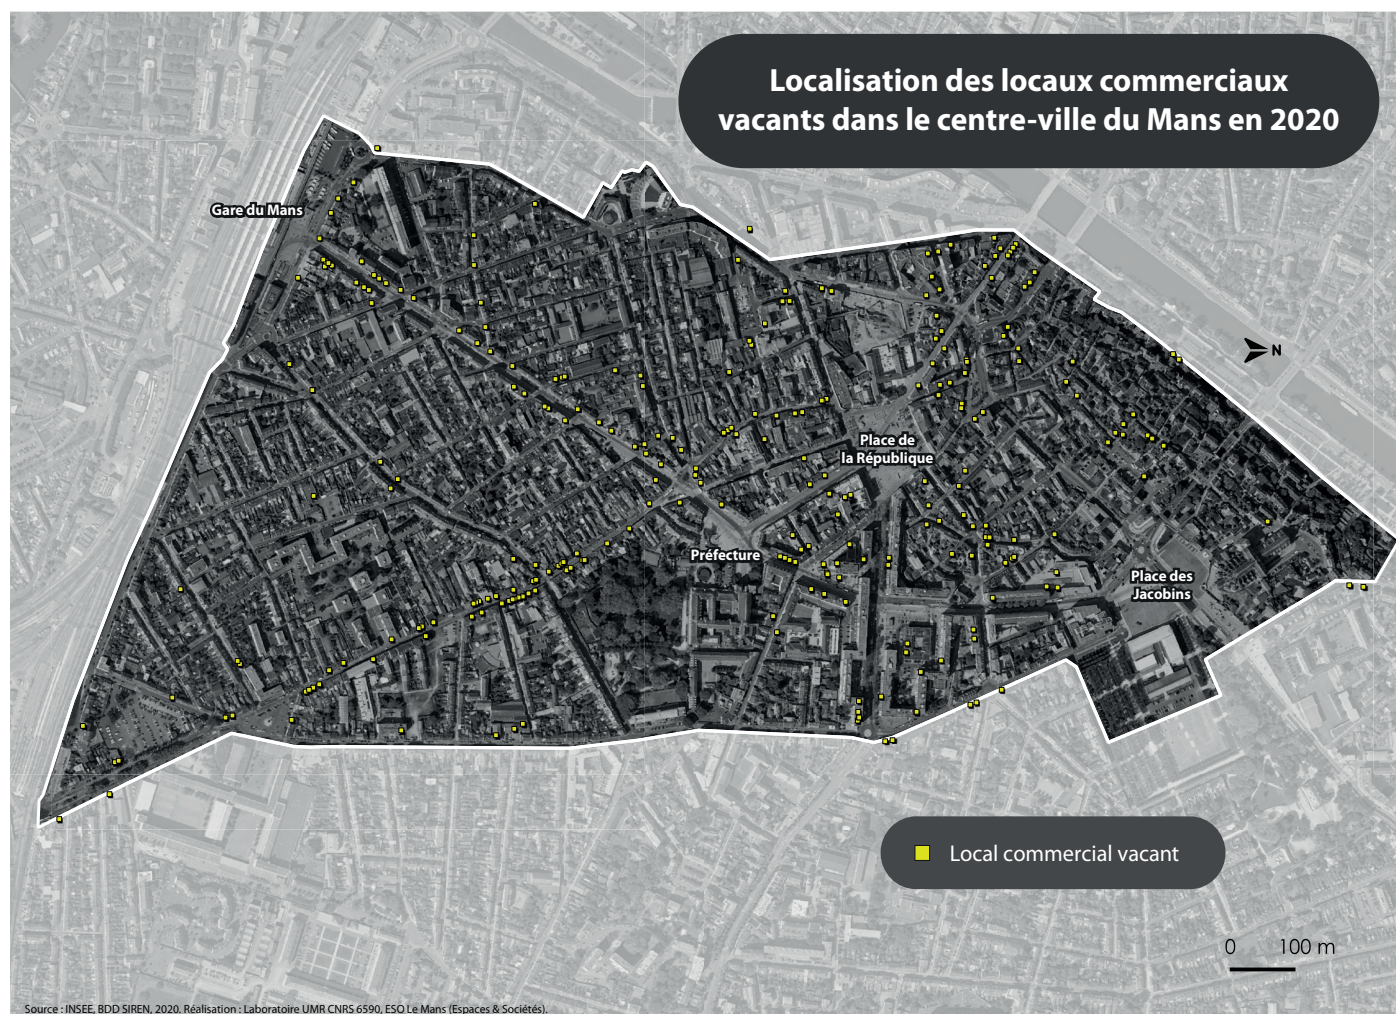 Localisation des locaux commerciaux
vacants dans le centre-ville du Mans en 2020
Gare du Mans
N
Place de
la République
Préfecture
Place des
Jacobins
Local commercial vacant
0 100 m
Source : INSEE, BDD SIREN, 2020. Réalisation : Laboratoire UMR CNRS 6590, ESO Le Mans (Espaces & Sociétés).